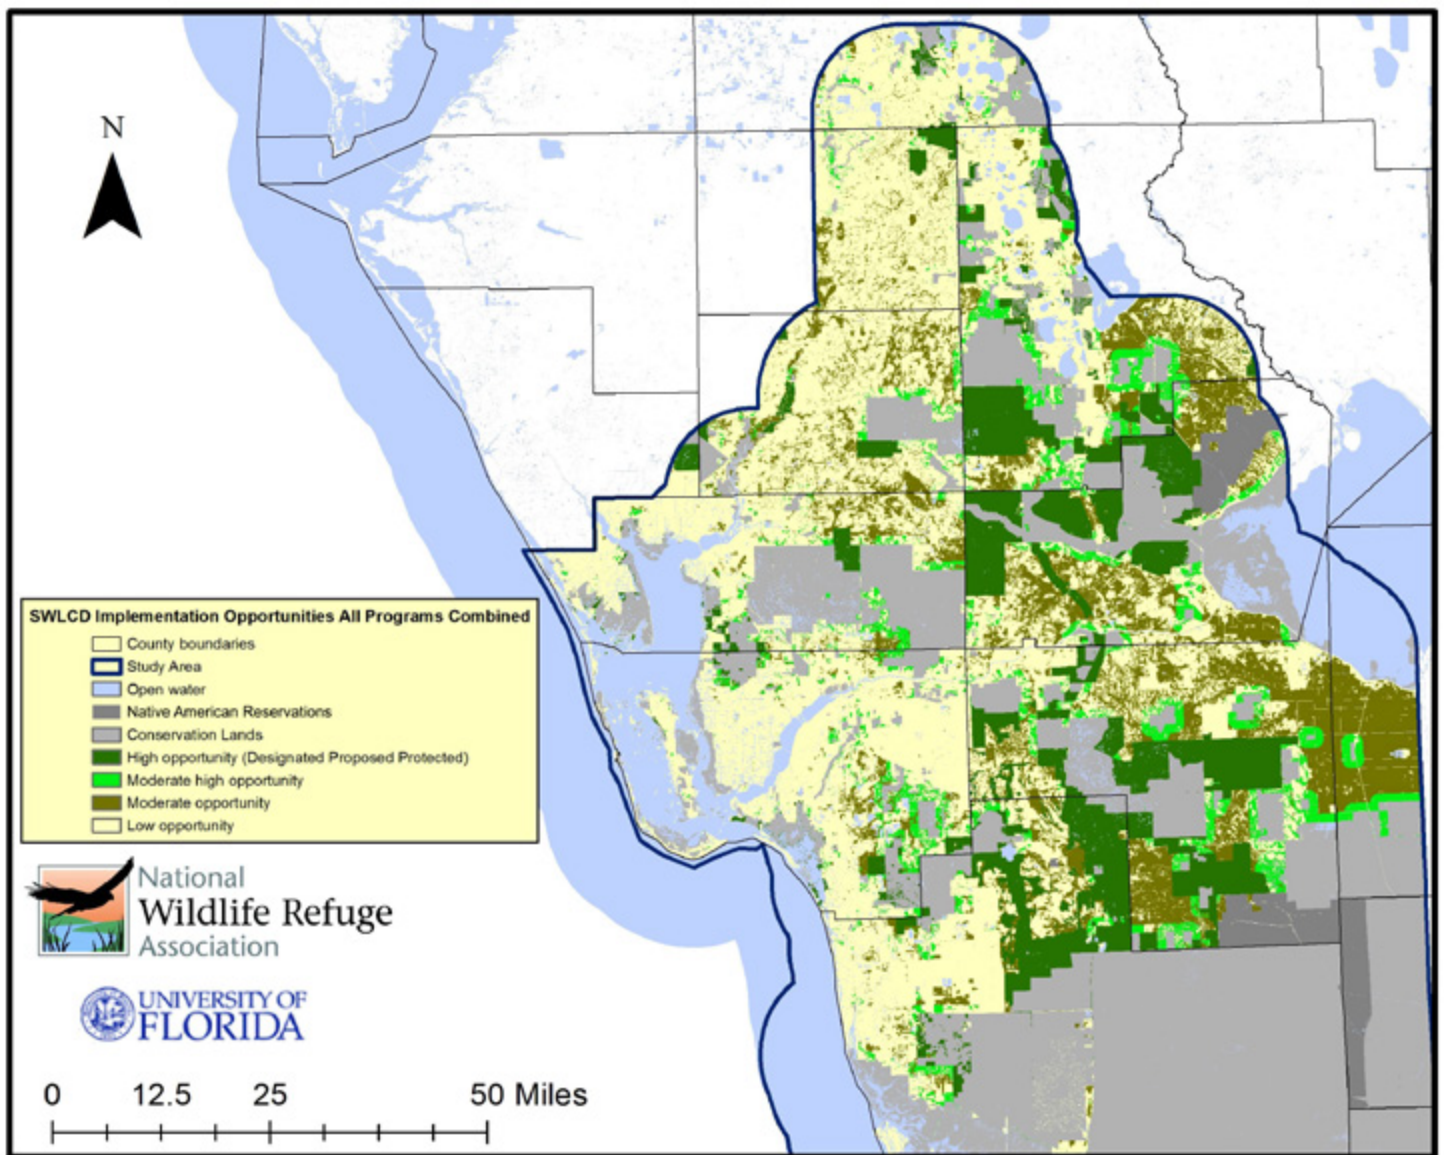 N
SWLCD Implementation Opportunities All Programs Combined
County boundaries
Study Area
Open water
Native American Reservations
Conservation Lands
High opportunity (Designated Proposed Protected)
Moderate high opportunity
Moderate opportunity
Low opportunity
National
Wildlife Refuge
Association
UNIVERSITY OF
FLORIDA
0 12.5 25 50 Miles